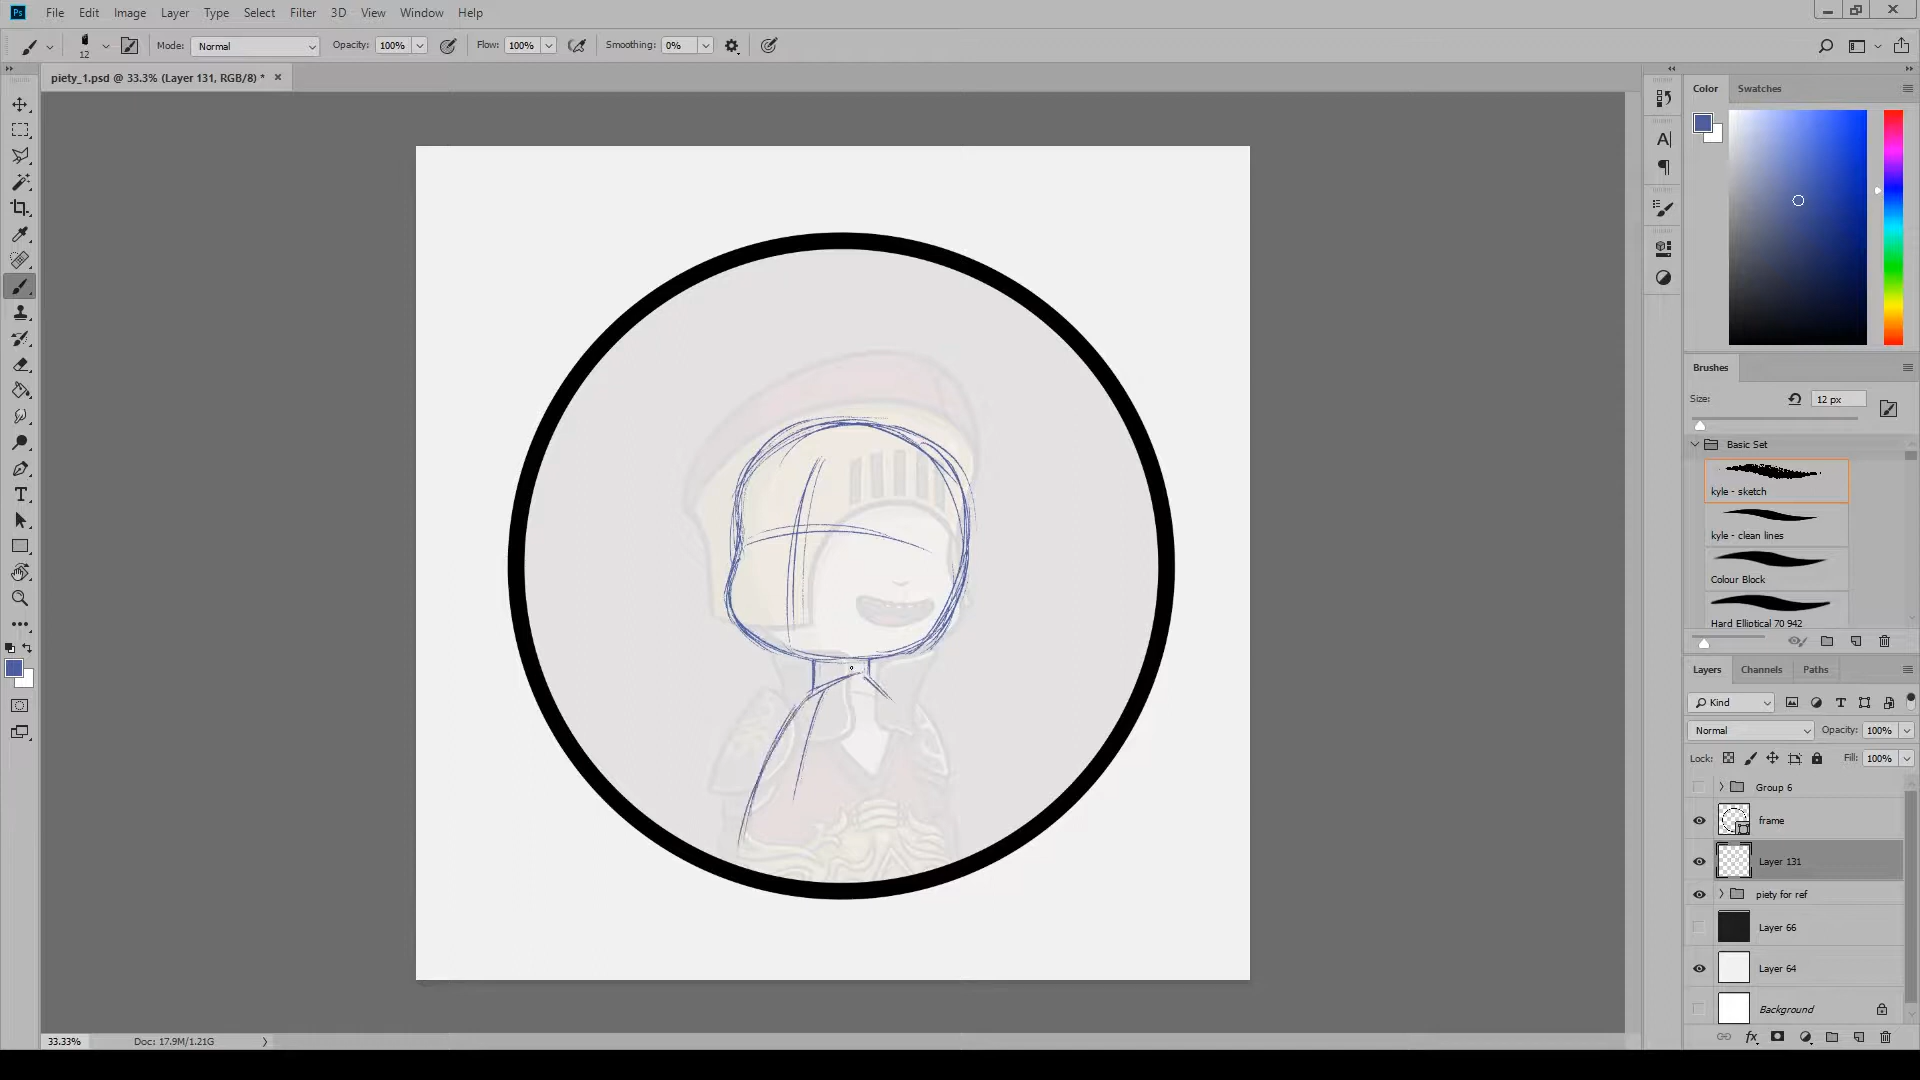 Ps File Edit Image Layer Type Select Filter 3D View Window Help
12 Mode: Normal Opacity: 100% Flow: 100% Smoothing: 0%
piety_1.psd @ 33.3% (Layer 131, RGB/8) *
Color Swatches
Brushes
Size: 12 px
Basic Set
kyle - sketch
kyle - clean lines
Colour Block
Hard Elliptical 70 942
Layers Channels Paths
Kind
Normal Opacity: 100%
Lock: Fill: 100%
Group 6
frame
Layer 131
piety for ref
Layer 66
Layer 64
Background
fx
33.33% Doc: 17.9M/1.21G